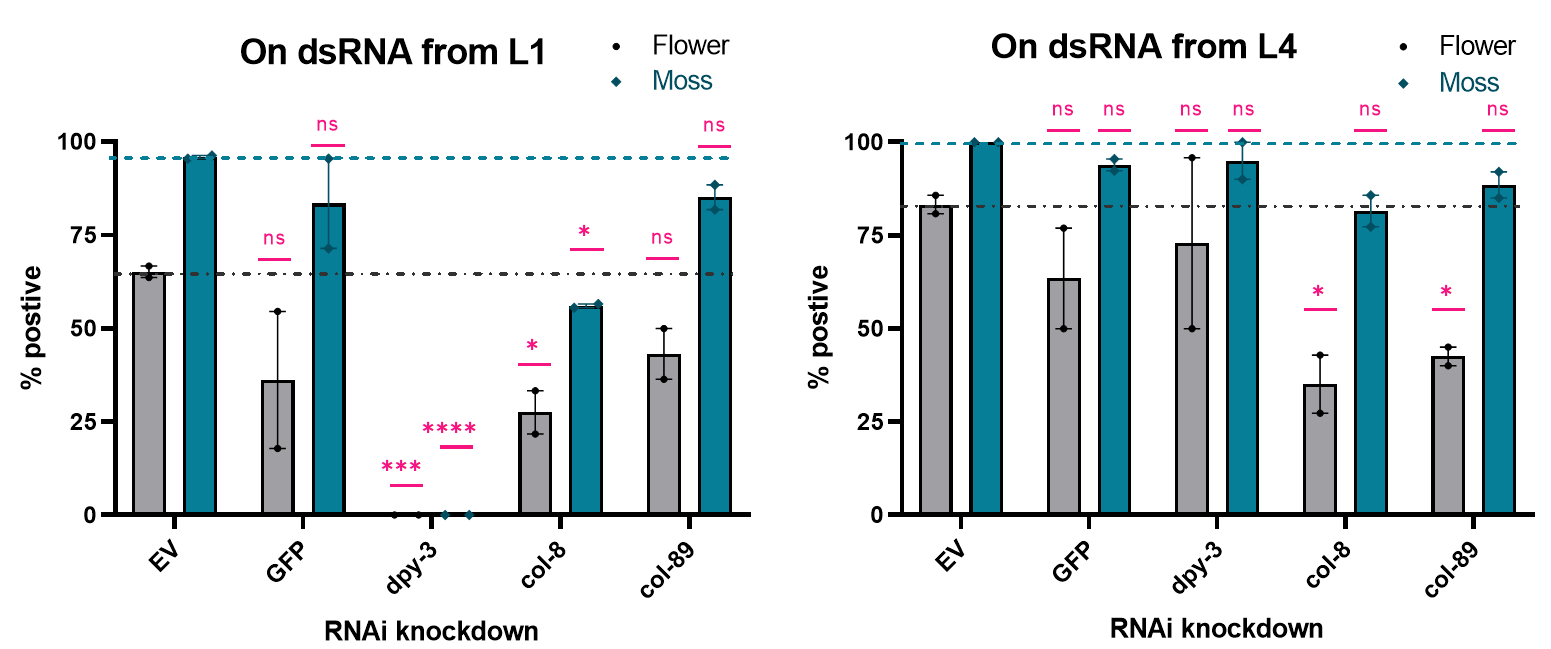 On dsRNA from L1
Flower
Moss
ns
ns
ns
*
ns
*
****
***
100
75
50
25
0
% postive
EV
GFP
dpy-3
col-8
col-89
RNAi knockdown
On dsRNA from L4
Flower
Moss
ns
ns
ns
ns
ns
ns
*
*
100
75
50
25
0
% postive
EV
GFP
dpy-3
col-8
col-89
RNAi knockdown